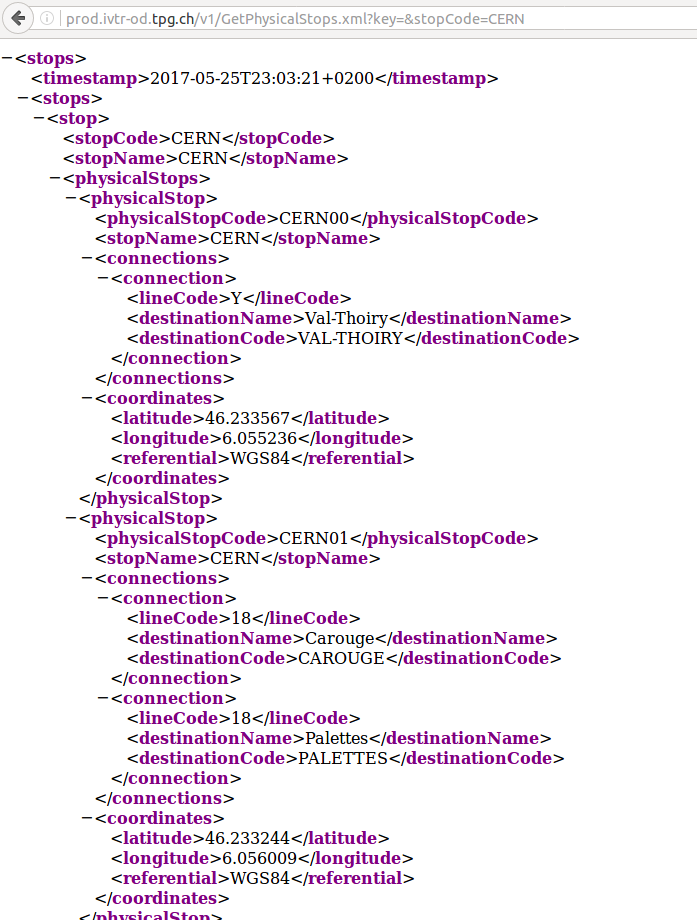 prod.ivtr-od.tpg.ch/v1/GetPhysicalStops.xml?key=&stopCode=CERN
−<stops>
<timestamp>2017-05-25T23:03:21+0200</timestamp>
−<stops>
−<stop>
<stopCode>CERN</stopCode>
<stopName>CERN</stopName>
−<physicalStops>
−<physicalStop>
<physicalStopCode>CERN00</physicalStopCode>
<stopName>CERN</stopName>
−<connections>
−<connection>
<lineCode>Y</lineCode>
<destinationName>Val-Thoiry</destinationName>
<destinationCode>VAL-THOIRY</destinationCode>
</connection>
</connections>
−<coordinates>
<latitude>46.233567</latitude>
<longitude>6.055236</longitude>
<referential>WGS84</referential>
</coordinates>
</physicalStop>
−<physicalStop>
<physicalStopCode>CERN01</physicalStopCode>
<stopName>CERN</stopName>
−<connections>
−<connection>
<lineCode>18</lineCode>
<destinationName>Carouge</destinationName>
<destinationCode>CAROUGE</destinationCode>
</connection>
−<connection>
<lineCode>18</lineCode>
<destinationName>Palettes</destinationName>
<destinationCode>PALETTES</destinationCode>
</connection>
</connections>
−<coordinates>
<latitude>46.233244</latitude>
<longitude>6.056009</longitude>
<referential>WGS84</referential>
</coordinates>
</physicalStop>